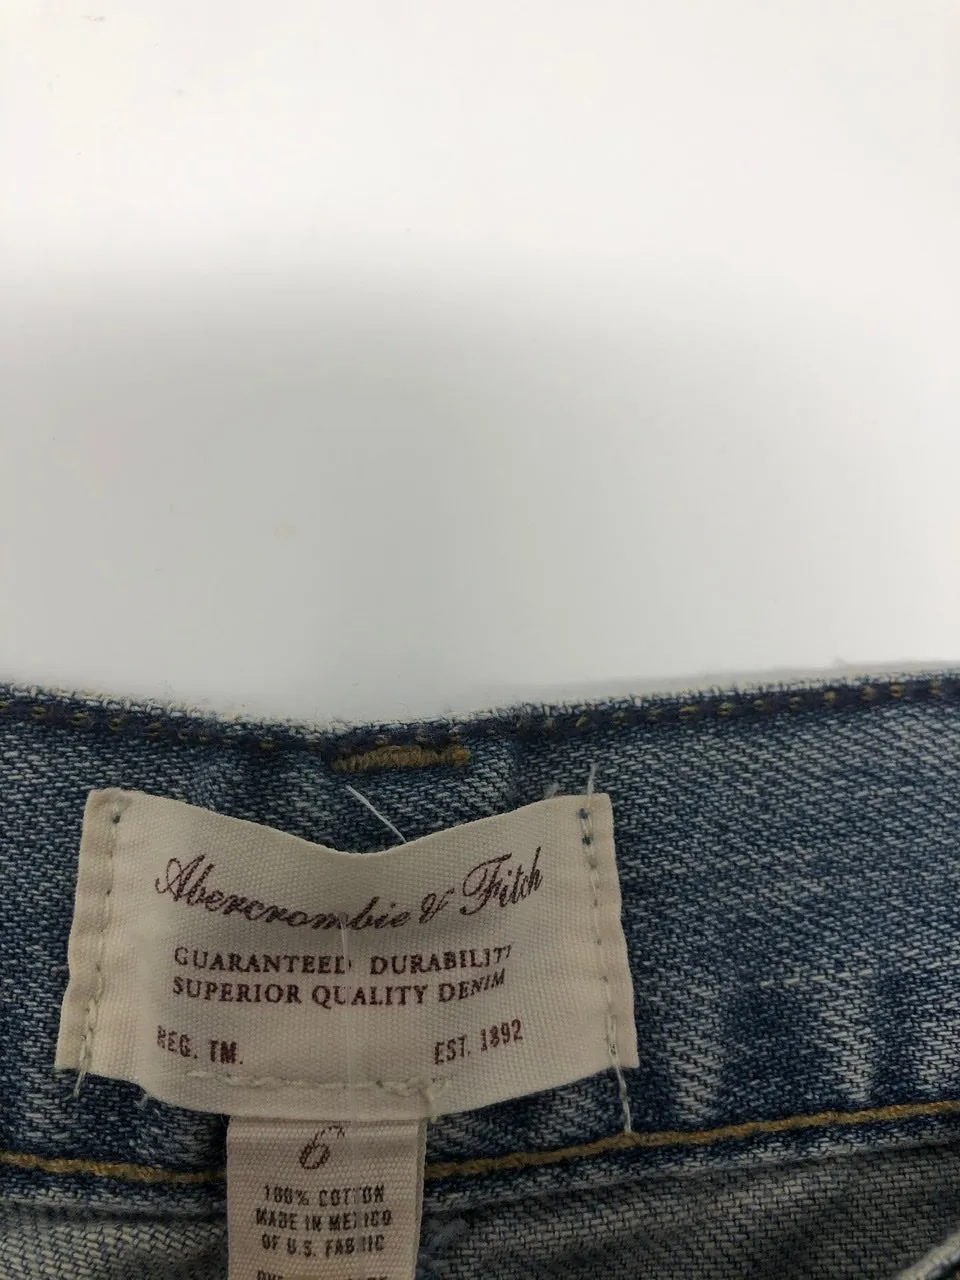 Abercrombie & Fitch
GUARANTEED DURABILITY
SUPERIOR QUALITY DENIM
REG. TM. EST. 1892
6
100% COTTON
MADE IN MEXICO
OF U.S. FABRIC